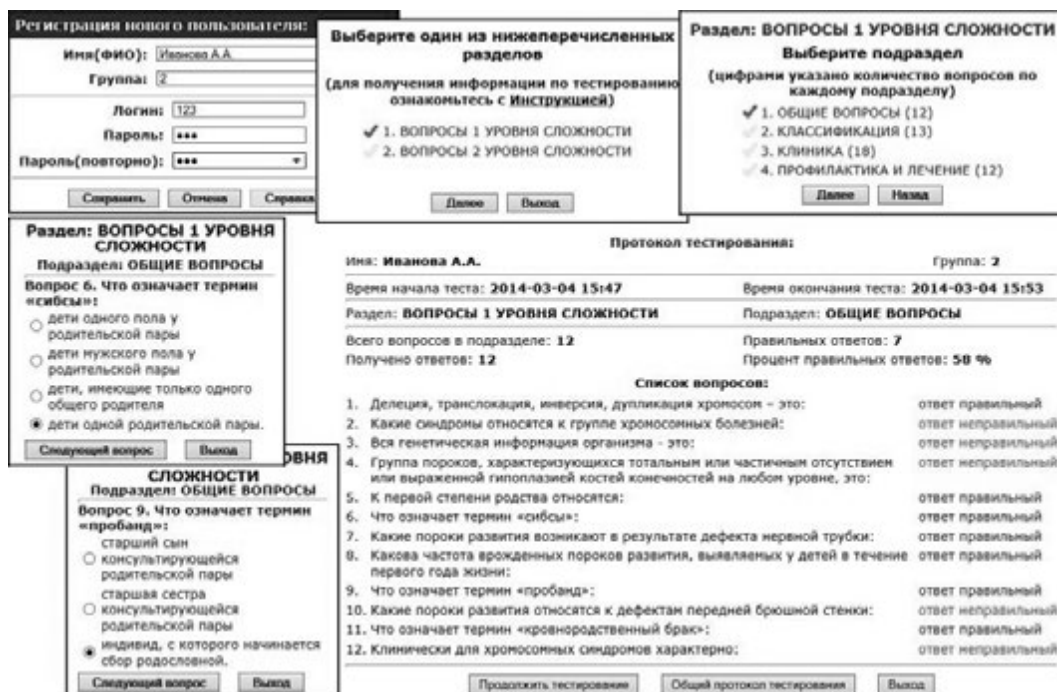 Регистрация нового пользователя:
Имя(ФИО): Иванова А.А.
Группа: 2
Логин: 123
Пароль: •••
Пароль(повторно): •••
Сохранить Отмена Справка
Выберите один из нижеперечисленных
разделов
(для получения информации по тестированию
ознакомьтесь с Инструкцией)
1. ВОПРОСЫ 1 УРОВНЯ СЛОЖНОСТИ
2. ВОПРОСЫ 2 УРОВНЯ СЛОЖНОСТИ
Далее Выход
Раздел: ВОПРОСЫ 1 УРОВНЯ СЛОЖНОСТИ
Выберите подраздел
(цифрами указано количество вопросов по
каждому подразделу)
1. ОБЩИЕ ВОПРОСЫ (12)
2. КЛАССИФИКАЦИЯ (13)
3. КЛИНИКА (18)
4. ПРОФИЛАКТИКА И ЛЕЧЕНИЕ (12)
Далее Назад
Раздел: ВОПРОСЫ 1 УРОВНЯ
СЛОЖНОСТИ
Подраздел: ОБЩИЕ ВОПРОСЫ
Вопрос 6. Что означает термин
«сибсы»:
дети одного пола у
родительской пары
дети мужского пола у
родительской пары
дети, имеющие только одного
общего родителя
дети одной родительской пары.
Следующий вопрос Выход
ОВНЯ
СЛОЖНОСТИ
Подраздел: ОБЩИЕ ВОПРОСЫ
Вопрос 9. Что означает термин
«пробанд»:
старший сын
консультирующейся
родительской пары
старшая сестра
консультирующейся
родительской пары
индивид, с которого начинается
сбор родословной.
Следующий вопрос Выход
Протокол тестирования:
Имя: Иванова А.А. Группа: 2
Время начала теста: 2014-03-04 15:47 Время окончания теста: 2014-03-04 15:53
Раздел: ВОПРОСЫ 1 УРОВНЯ СЛОЖНОСТИ Подраздел: ОБЩИЕ ВОПРОСЫ
Всего вопросов в подразделе: 12 Правильных ответов: 7
Получено ответов: 12 Процент правильных ответов: 58 %
Список вопросов:
1. Делеция, транслокация, инверсия, дупликация хромосом – это: ответ правильный
2. Какие синдромы относятся к группе хромосомных болезней: ответ неправильный
3. Вся генетическая информация организма - это: ответ неправильный
4. Группа пороков, характеризующихся тотальным или частичным отсутствием ответ неправильный
или выраженной гипоплазией костей конечностей на любом уровне, это:
5. К первой степени родства относятся: ответ правильный
6. Что означает термин «сибсы»: ответ правильный
7. Какие пороки развития возникают в результате дефекта нервной трубки: ответ правильный
8. Какова частота врожденных пороков развития, выявляемых у детей в течение ответ правильный
первого года жизни:
9. Что означает термин «пробанд»: ответ правильный
10. Какие пороки развития относятся к дефектам передней брюшной стенки: ответ неправильный
11. Что означает термин «кровнородственный брак»: ответ правильный
12. Клинически для хромосомных синдромов характерно: ответ неправильный
Продолжить тестирование Общий протокол тестирования Выход